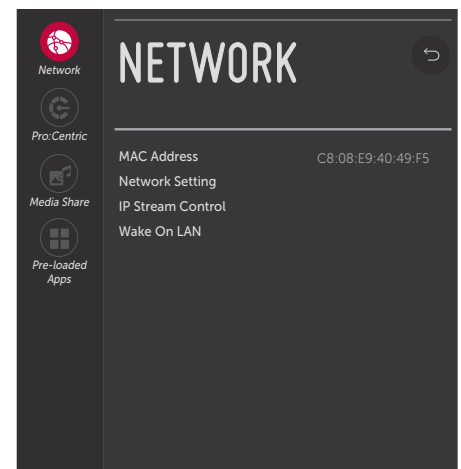 Network
Pro:Centric
Media Share
Pre-loaded
Apps
NETWORK
MAC Address C8:08:E9:40:49:F5
Network Setting
IP Stream Control
Wake On LAN